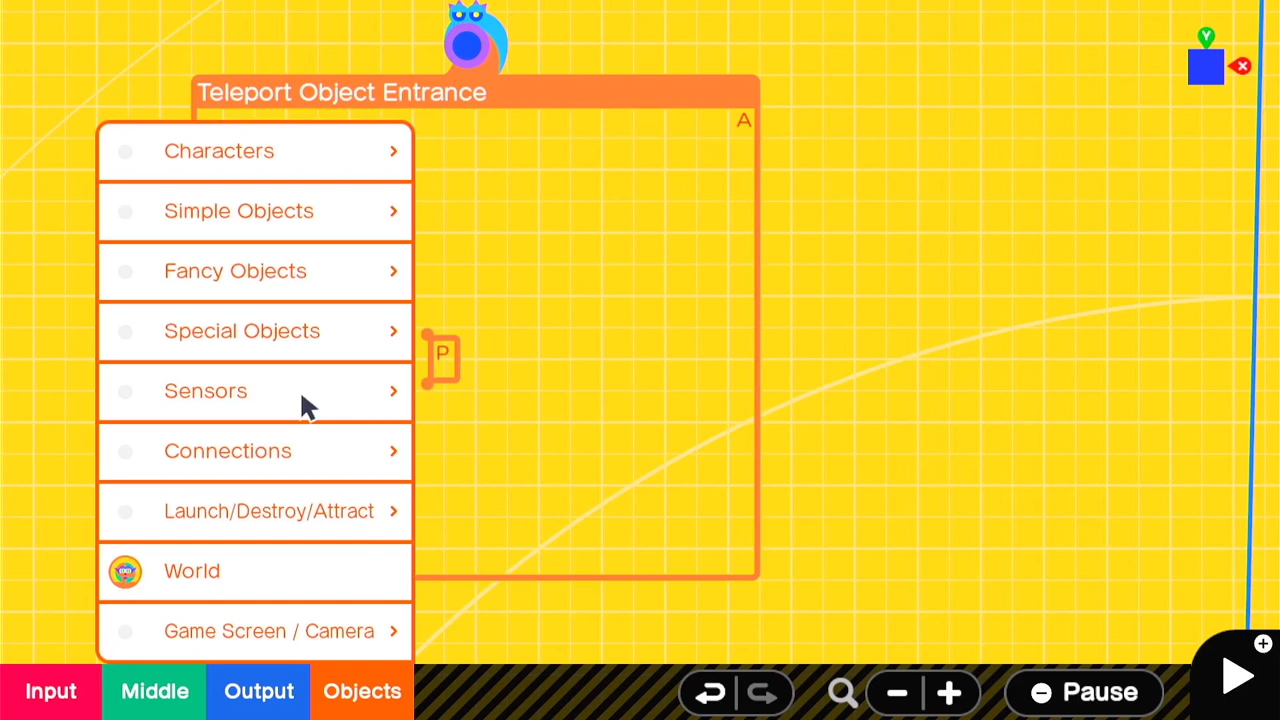 Y
X
Teleport Object Entrance
A
Characters
Simple Objects
Fancy Objects
Special Objects
P
Sensors
Connections
Launch/Destroy/Attract
World
Game Screen / Camera
Input
Middle
Output
Objects
Pause